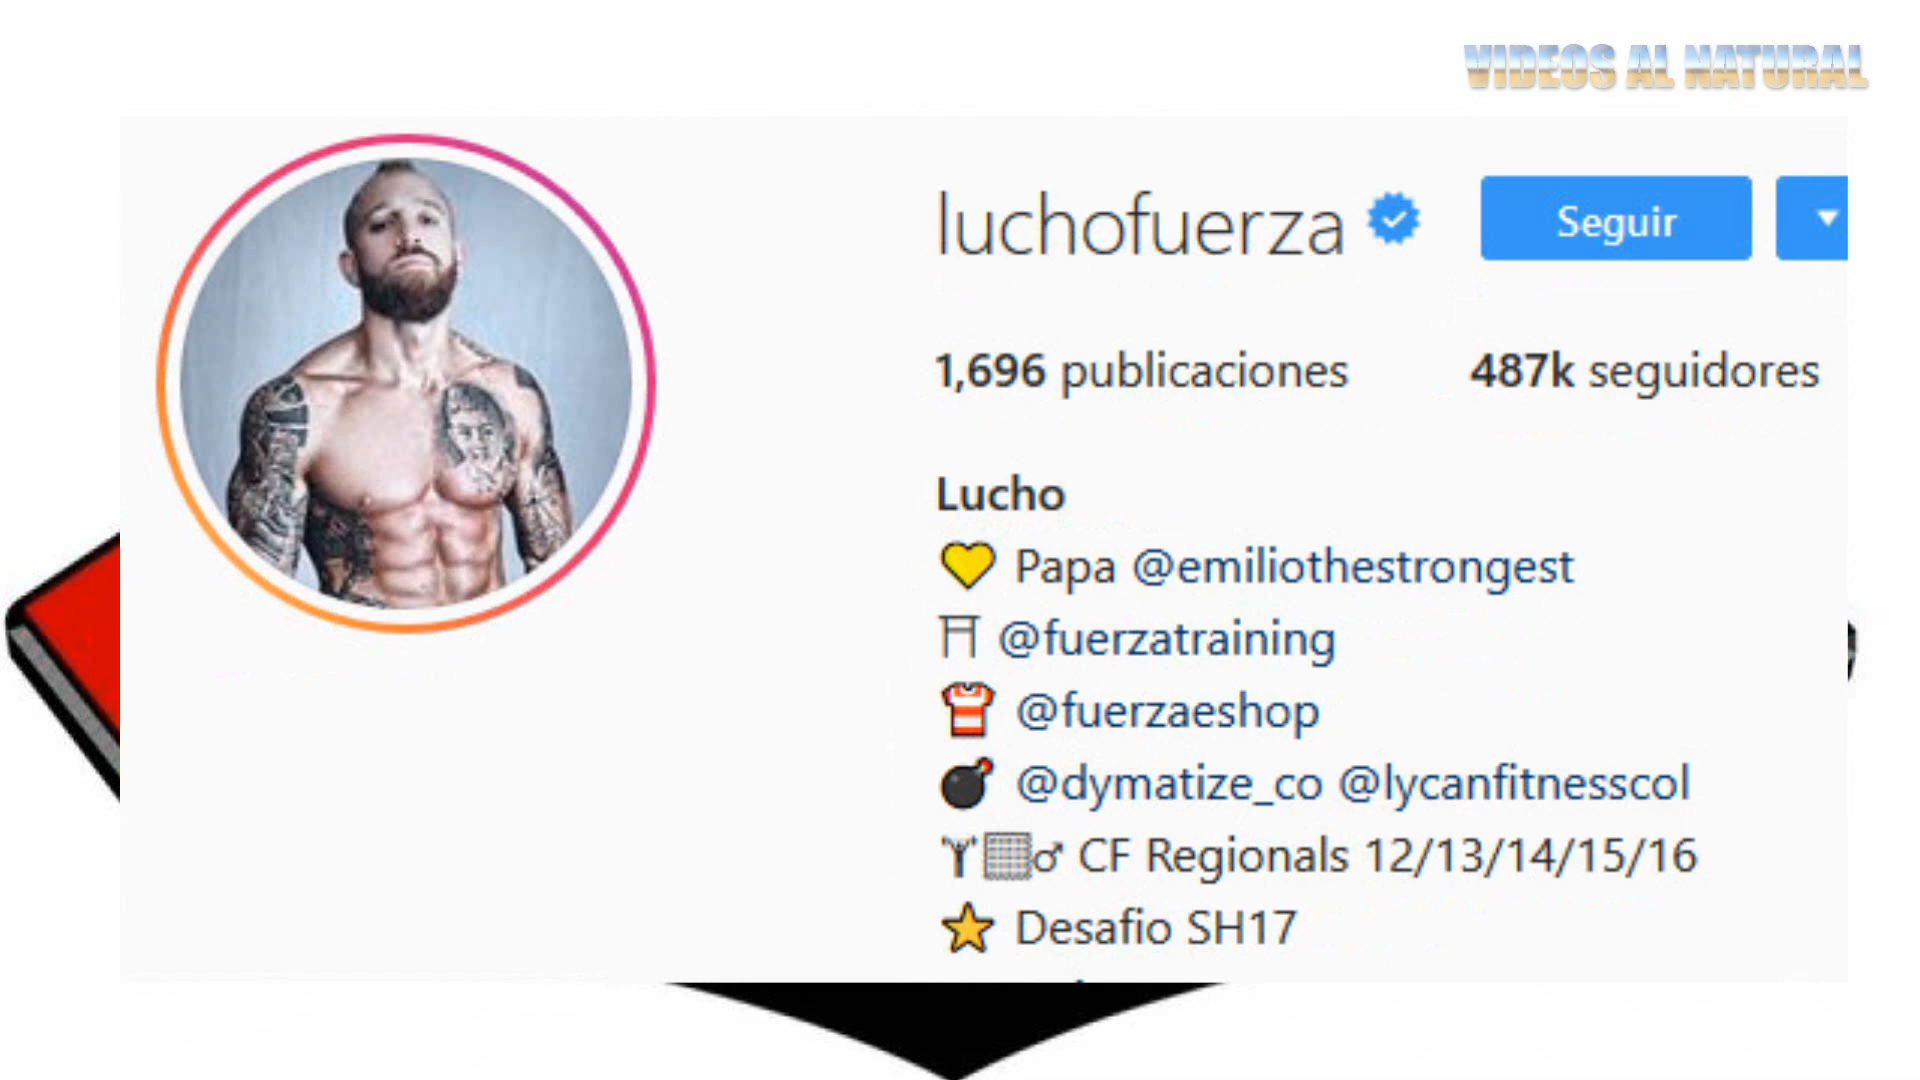 VIDEOS AL NATURAL
luchofuerza
Seguir
1,696 publicaciones 487k seguidores
Lucho
💛 Papa @emiliothestrongest
⛩ @fuerzatraining
👕 @fuerzaeshop
💣 @dymatize_co @lycanfitnesscol
🏋♂ CF Regionals 12/13/14/15/16
⭐ Desafio SH17